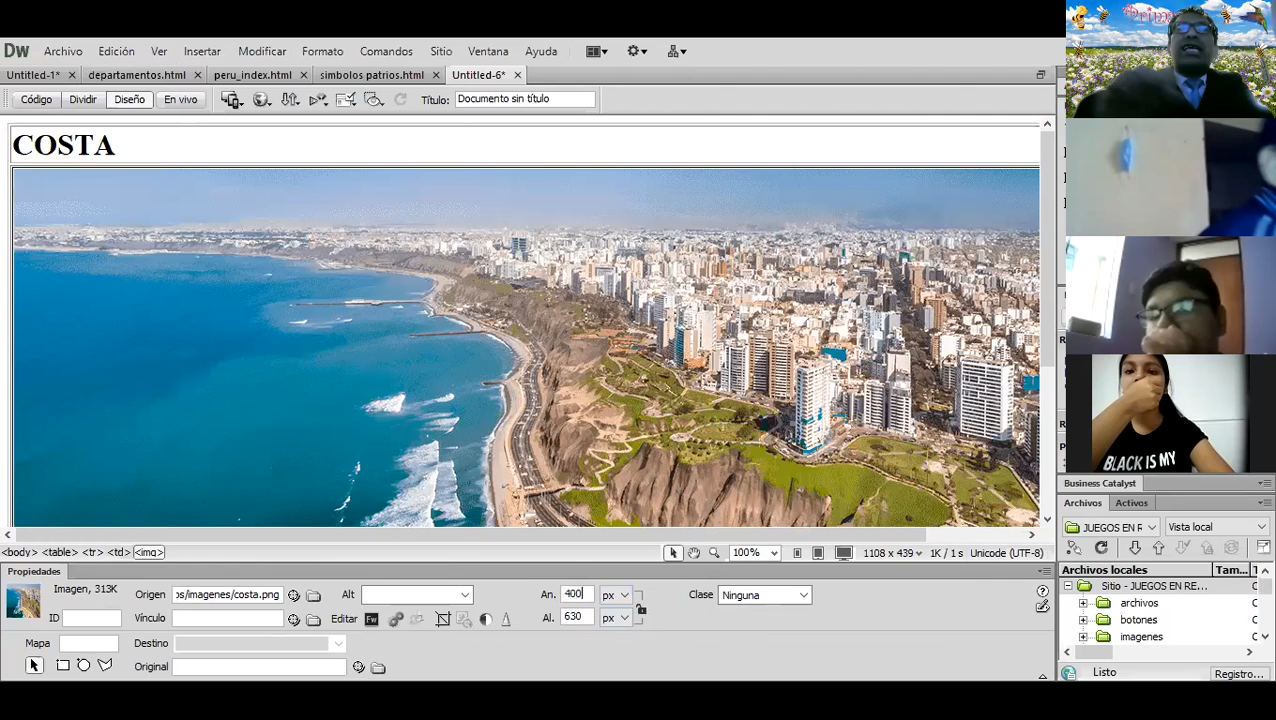 Prim
Dw Archivo Edición Ver Insertar Modificar Formato Comandos Sitio Ventana Ayuda
Untitled-1* × departamentos.html × peru_index.html × simbolos patrios.html × Untitled-6* ×
Código Dividir Diseño En vivo Título: Documento sin título
COSTA
BLACK IS MY
Business Catalyst
Archivos Activos
JUEGOS EN R Vista local
<body> <table> <tr> <td> <img> 100% 1108 x 439 1K / 1 s Unicode (UTF-8)
Propiedades
Imagen, 313K Origen os/imagenes/costa.png Alt An. 400 px Clase Ninguna
ID Vínculo Editar Fw Al. 630 px
Mapa Destino
Original
Archivos locales Tam...
Sitio - JUEGOS EN RE...
archivos
botones
imagenes
Listo Registro...